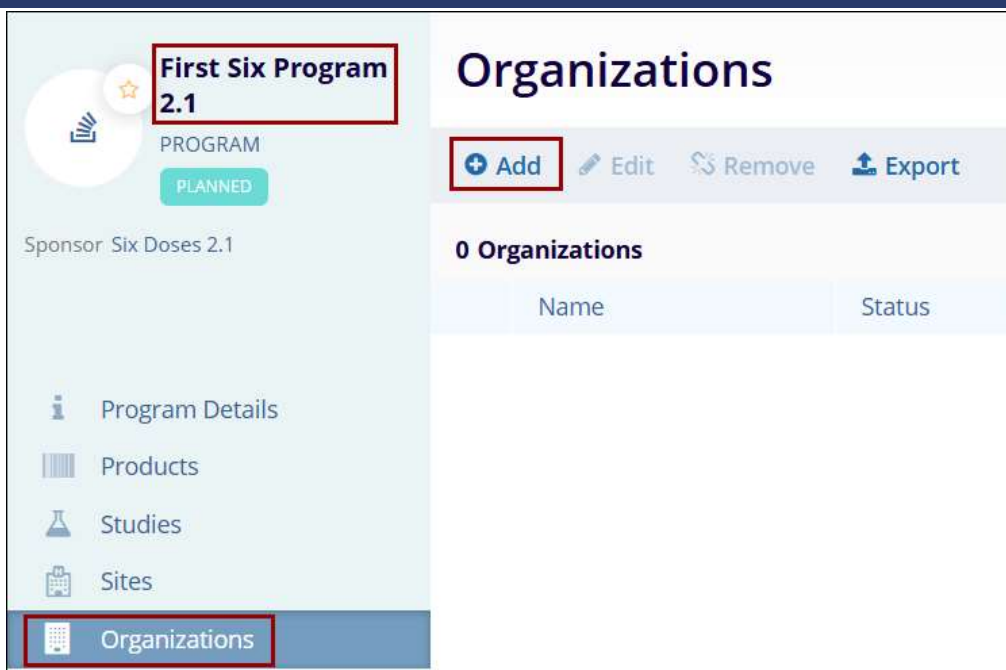 First Six Program
2.1
PROGRAM
PLANNED
Sponsor Six Doses 2.1
Program Details
Products
Studies
Sites
Organizations
Organizations
Add Edit Remove Export
0 Organizations
Name Status